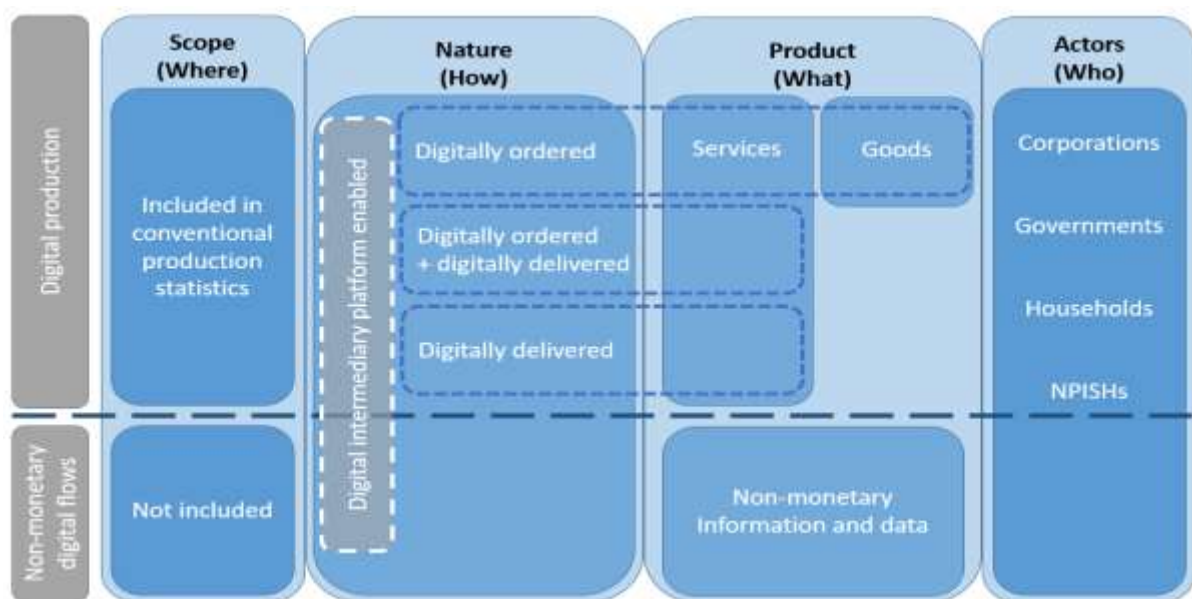 Scope
(Where)
Nature
(How)
Product
(What)
Actors
(Who)
Digital production
Included in
conventional
production
statistics
Digital intermediary platform enabled
Digitally ordered
Digitally ordered
+ digitally delivered
Digitally delivered
Services
Goods
Corporations
Governments
Households
NPISHs
Non-monetary
digital flows
Not included
Non-monetary
Information and data